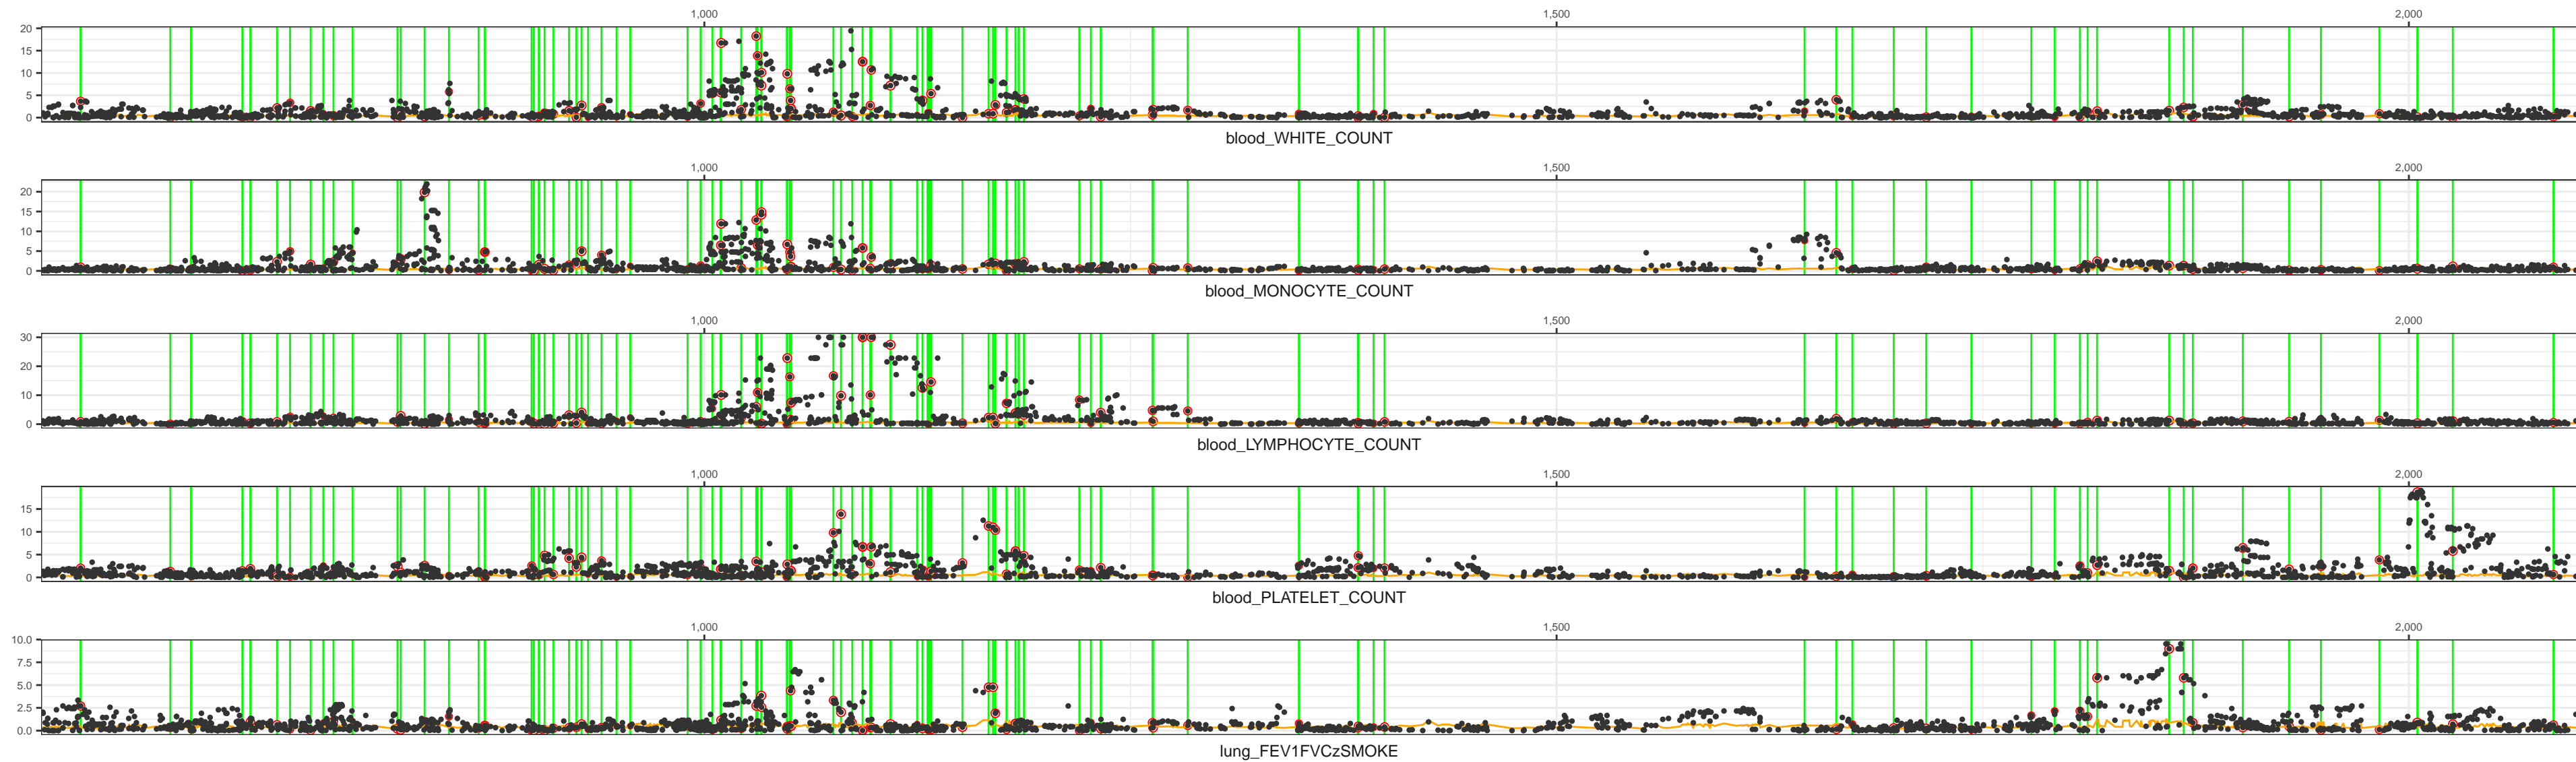 1,000 1,500 2,000
20
15
10
5
0
blood_WHITE_COUNT
1,000 1,500 2,000
20
15
10
5
0
blood_MONOCYTE_COUNT
1,000 1,500 2,000
30
20
10
0
blood_LYMPHOCYTE_COUNT
1,000 1,500 2,000
15
10
5
0
blood_PLATELET_COUNT
1,000 1,500 2,000
10.0
7.5
5.0
2.5
0.0
lung_FEV1FVCzSMOKE